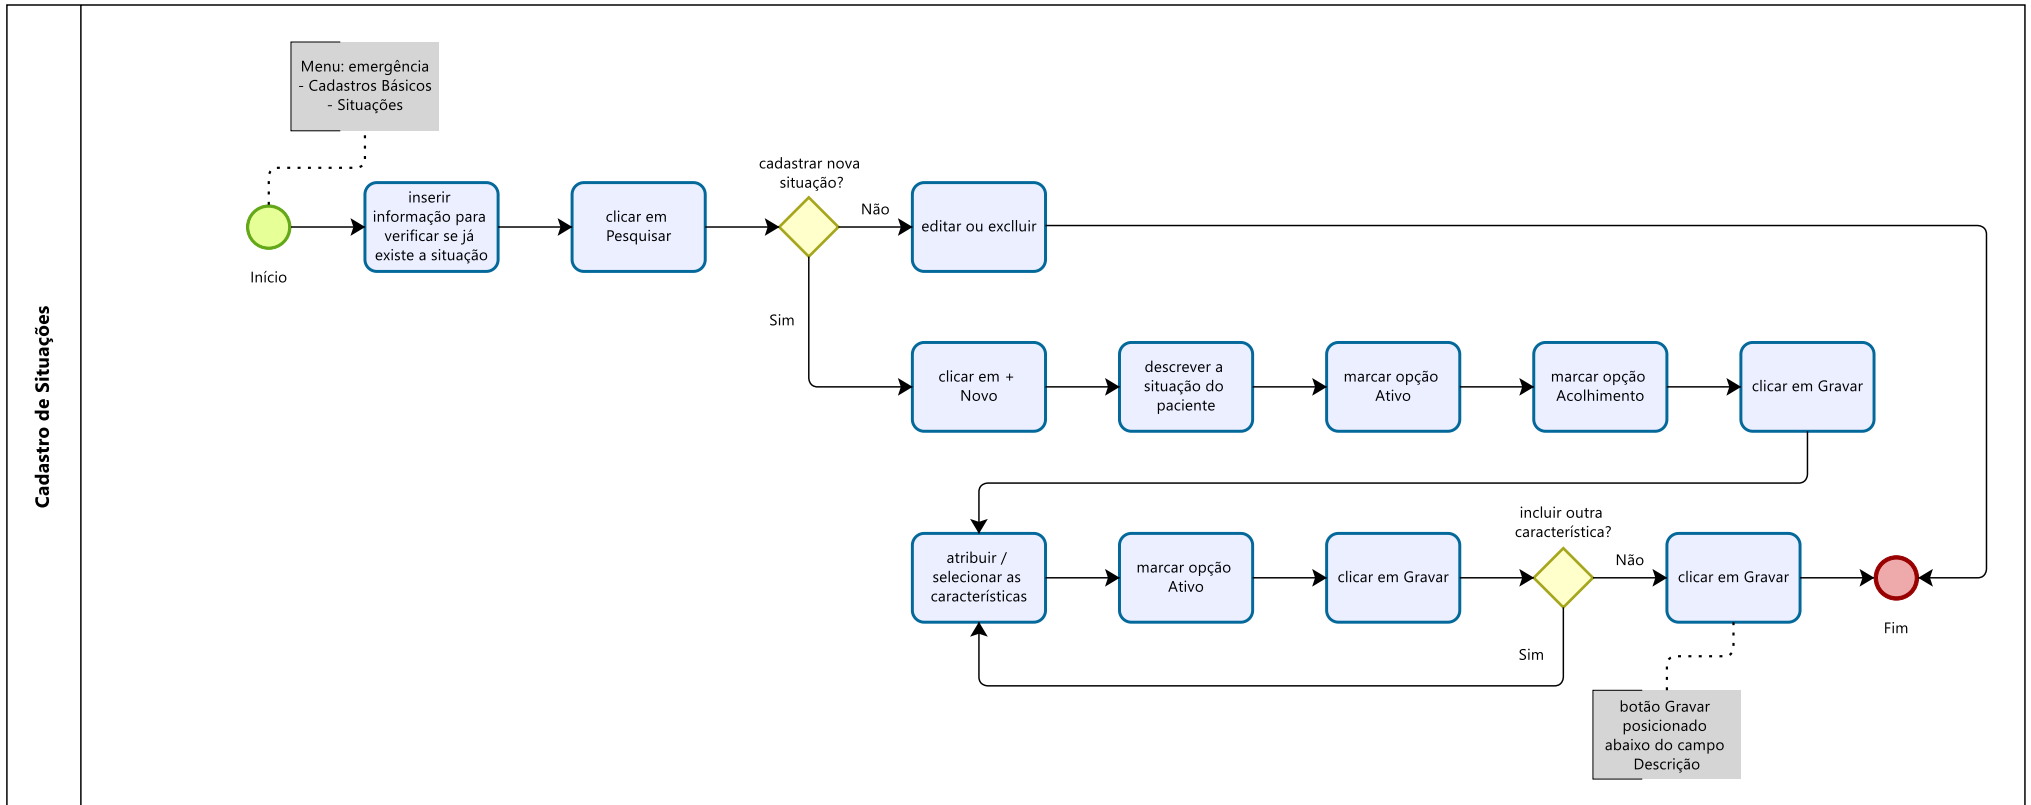 Cadastro de Situações
Menu: emergência
- Cadastros Básicos
- Situações
Início
inserir
informação para
verificar se já
existe a situação
clicar em
Pesquisar
cadastrar nova
situação?
Não
editar ou exclluir
Sim
clicar em +
Novo
descrever a
situação do
paciente
marcar opção
Ativo
marcar opção
Acolhimento
clicar em Gravar
atribuir /
selecionar as
características
marcar opção
Ativo
clicar em Gravar
incluir outra
característica?
Não
Sim
clicar em Gravar
Fim
botão Gravar
posicionado
abaixo do campo
Descrição